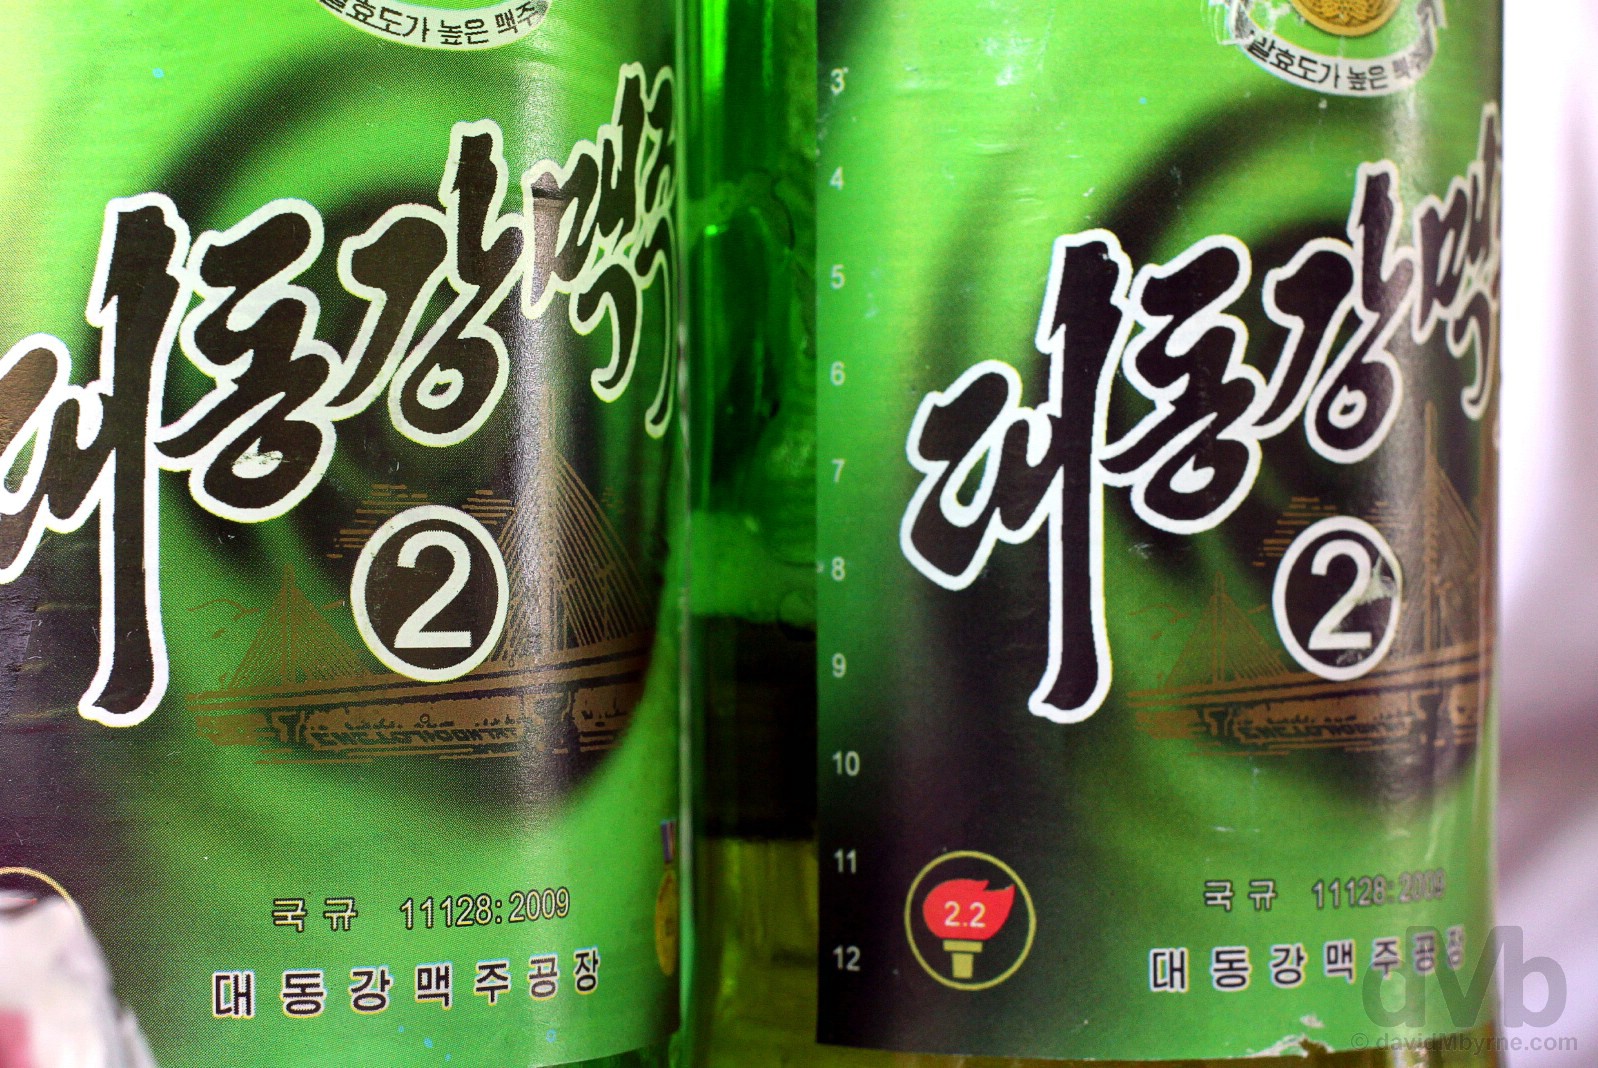 발효도가 높은 맥주
대동강맥주
2
국규 11128:2009
대동강맥주공장
발효도가 높은 맥주
대동강맥
2
3
4
5
6
7
8
9
10
11
12
2.2
국규 11128:2009
대동강맥주공장
dMb
© davidMbyrne.com